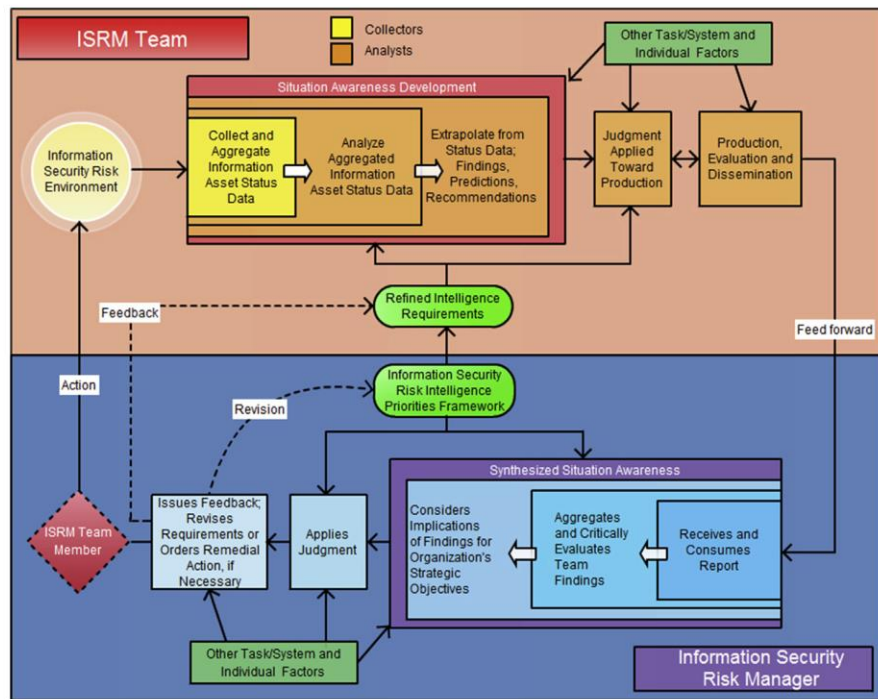 ISRM Team
Collectors
Analysts
Other Task/System and
Individual Factors
Situation Awareness Development
Information
Security Risk
Environment
Collect and
Aggregate
Information
Asset Status
Data
Analyze
Aggregated
Information
Asset Status Data
Extrapolate from
Status Data;
Findings,
Predictions,
Recommendations
Judgment
Applied
Toward
Production
Production,
Evaluation and
Dissemination
Refined Intelligence
Requirements
Feedback
Feed forward
Action
Information Security
Risk Intelligence
Priorities Framework
Revision
Synthesized Situation Awareness
ISRM Team
Member
Issues Feedback;
Revises
Requirements or
Orders Remedial
Action, if
Necessary
Applies
Judgment
Considers
Implications
of Findings for
Organization's
Strategic
Objectives
Aggregates
and Critically
Evaluates
Team
Findings
Receives and
Consumes
Report
Other Task/System and
Individual Factors
Information Security
Risk Manager